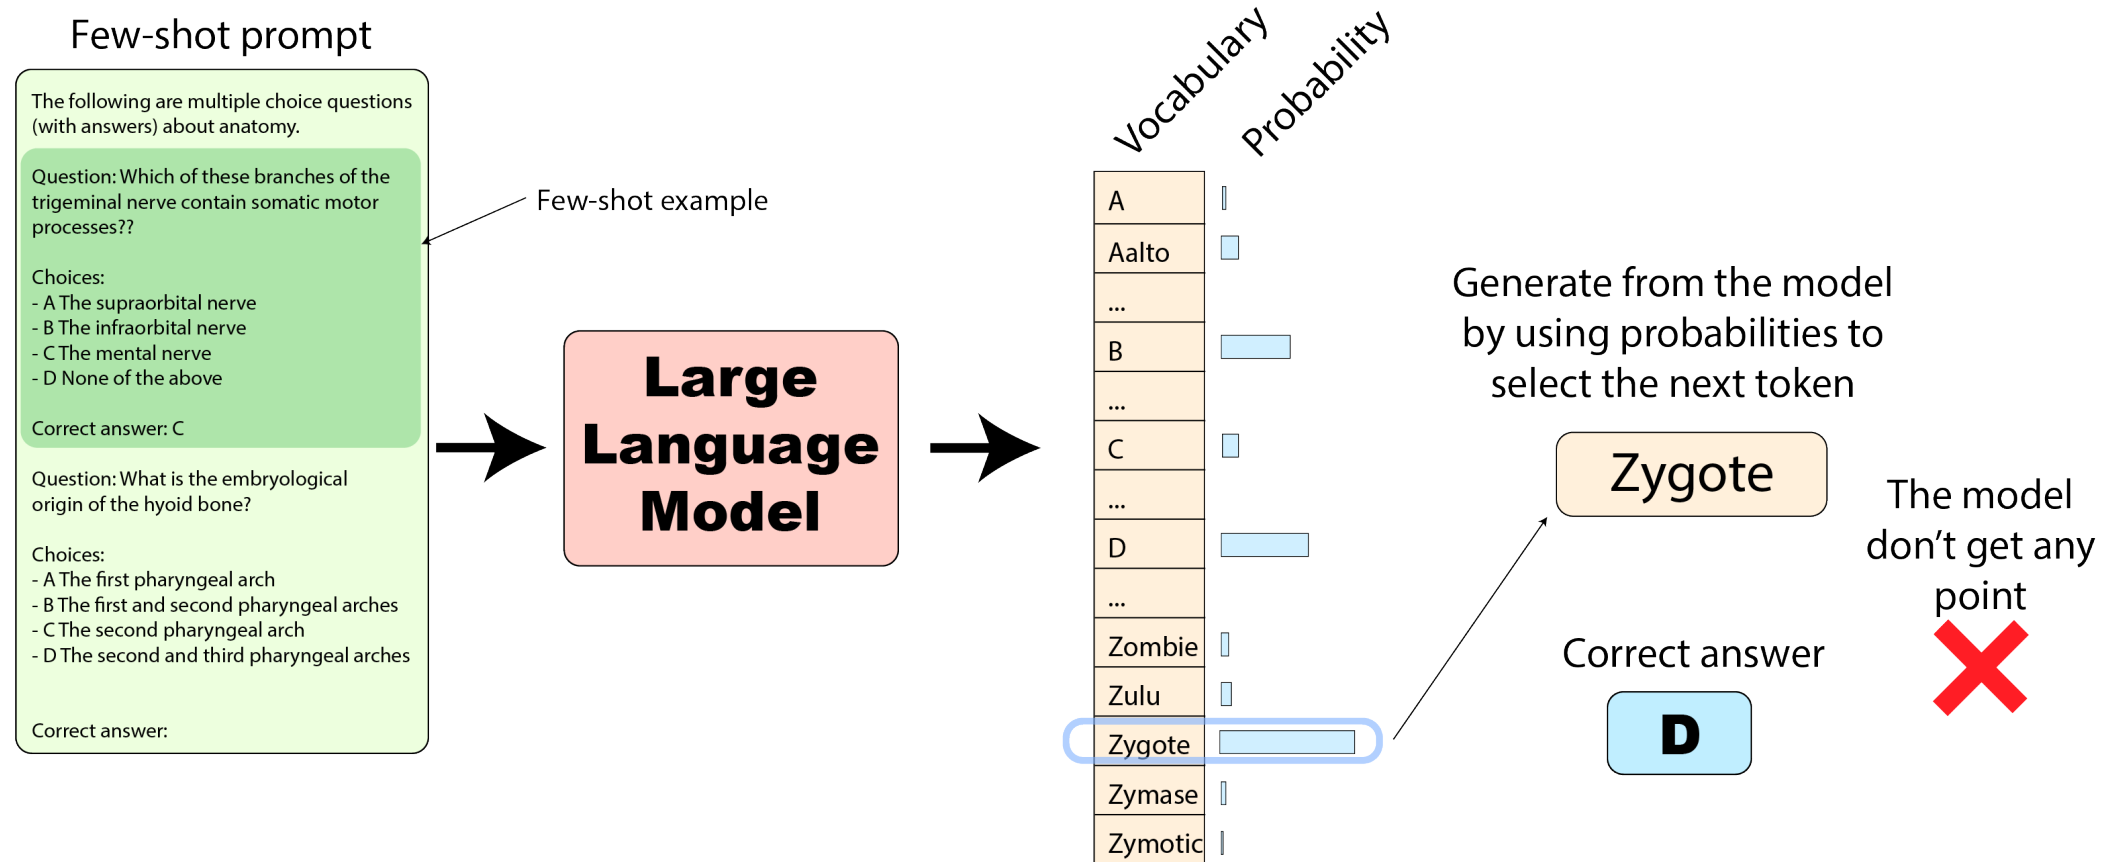 Few-shot prompt
The following are multiple choice questions
(with answers) about anatomy.
Question: Which of these branches of the
trigeminal nerve contain somatic motor
processes??
Choices:
- A The supraorbital nerve
- B The infraorbital nerve
- C The mental nerve
- D None of the above
Correct answer: C
Question: What is the embryological
origin of the hyoid bone?
Choices:
- A The first pharyngeal arch
- B The first and second pharyngeal arches
- C The second pharyngeal arch
- D The second and third pharyngeal arches
Correct answer:
Few-shot example
Large
Language
Model
Vocabulary
Probability
A
Aalto
...
B
...
C
...
D
...
Zombie
Zulu
Zygote
Zymase
Zymotic
Generate from the model
by using probabilities to
select the next token
Zygote
The model
don't get any
point
Correct answer
D